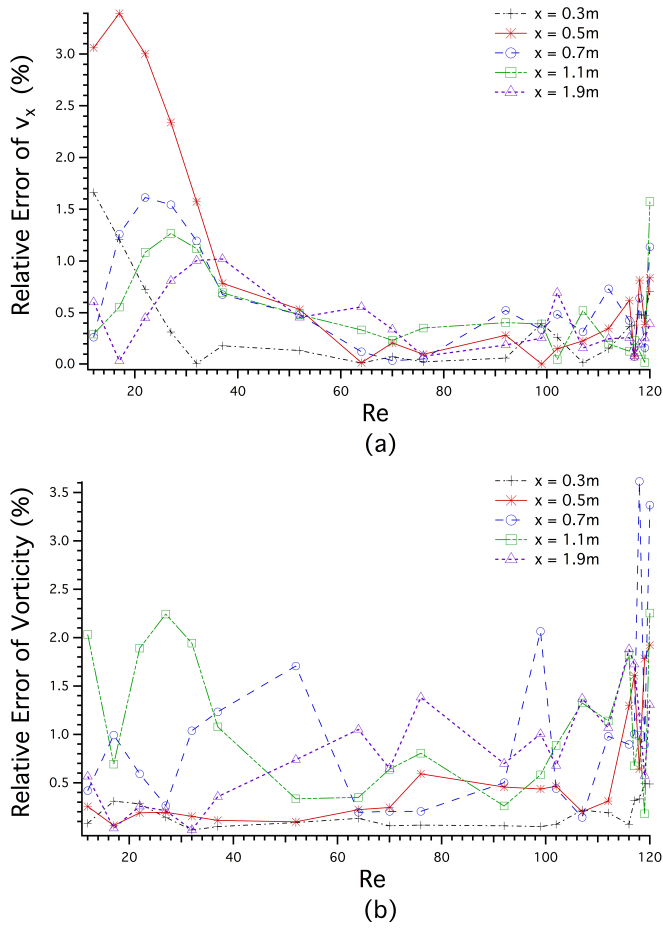 x = 0.3m
x = 0.5m
x = 0.7m
x = 1.1m
x = 1.9m
Relative Error of vx (%)
3.0
2.5
2.0
1.5
1.0
0.5
0.0
20 40 60 80 100 120
Re
(a)
x = 0.3m
x = 0.5m
x = 0.7m
x = 1.1m
x = 1.9m
Relative Error of Vorticity (%)
3.5
3.0
2.5
2.0
1.5
1.0
0.5
20 40 60 80 100 120
Re
(b)